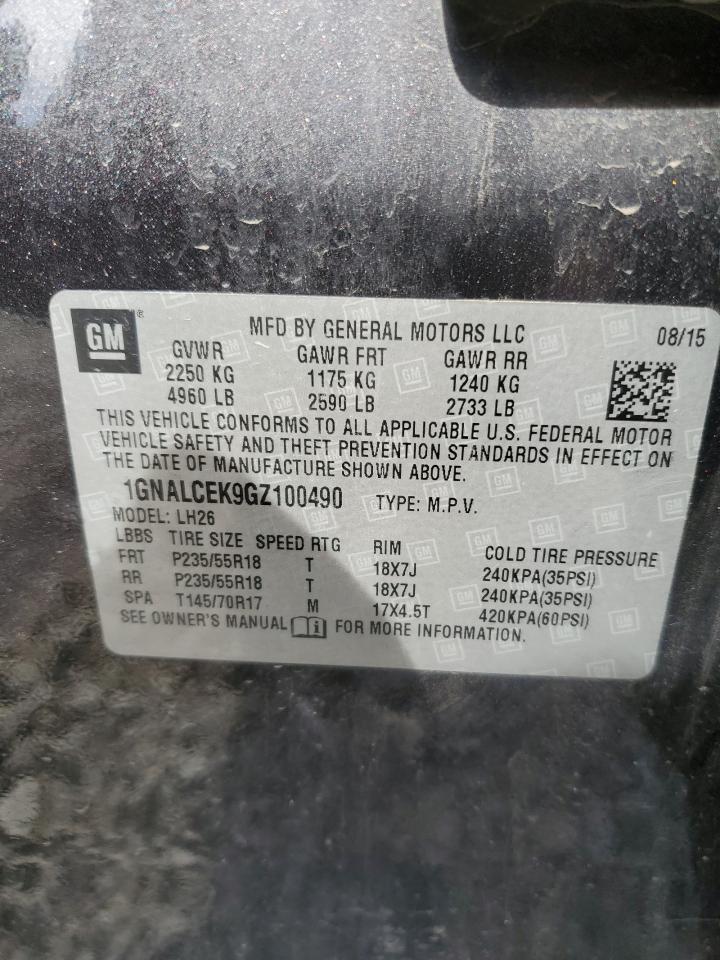 GM® MFD BY GENERAL MOTORS LLC 08/15
GVWR GAWR FRT GAWR RR
2250 KG 1175 KG 1240 KG
4960 LB 2590 LB 2733 LB
THIS VEHICLE CONFORMS TO ALL APPLICABLE U.S. FEDERAL MOTOR
VEHICLE SAFETY AND THEFT PREVENTION STANDARDS IN EFFECT ON
THE DATE OF MANUFACTURE SHOWN ABOVE.
1GNALCEK9GZ100490 TYPE: M.P.V.
MODEL: LH26
LBBS TIRE SIZE SPEED RTG RIM COLD TIRE PRESSURE
FRT P235/55R18 T 18X7J 240KPA(35PSI)
RR P235/55R18 T 18X7J 240KPA(35PSI)
SPA T145/70R17 M 17X4.5T 420KPA(60PSI)
SEE OWNER'S MANUAL FOR MORE INFORMATION.